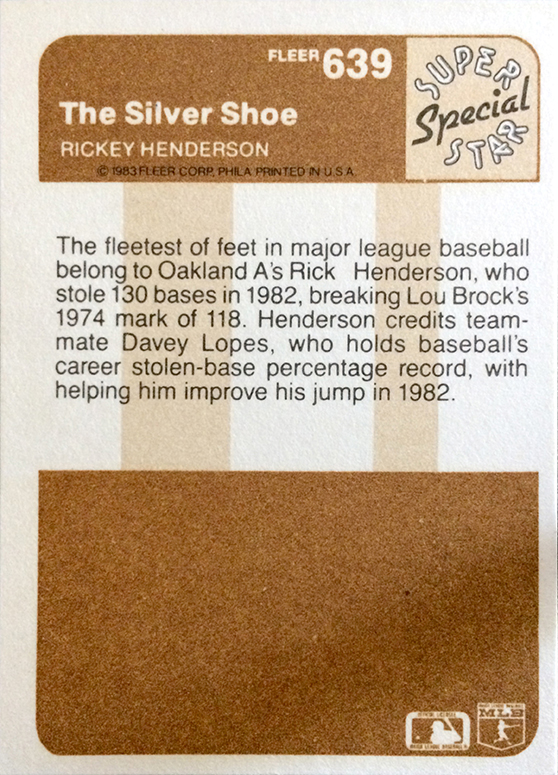 FLEER 639
SUPER
Special
STAR
The Silver Shoe
RICKEY HENDERSON
© 1983 FLEER CORP. PHILA. PRINTED IN U.S.A.
The fleetest of feet in major league baseball
belong to Oakland A's Rick Henderson, who
stole 130 bases in 1982, breaking Lou Brock's
1974 mark of 118. Henderson credits team-
mate Davey Lopes, who holds baseball's
career stolen-base percentage record, with
helping him improve his jump in 1982.
MLB